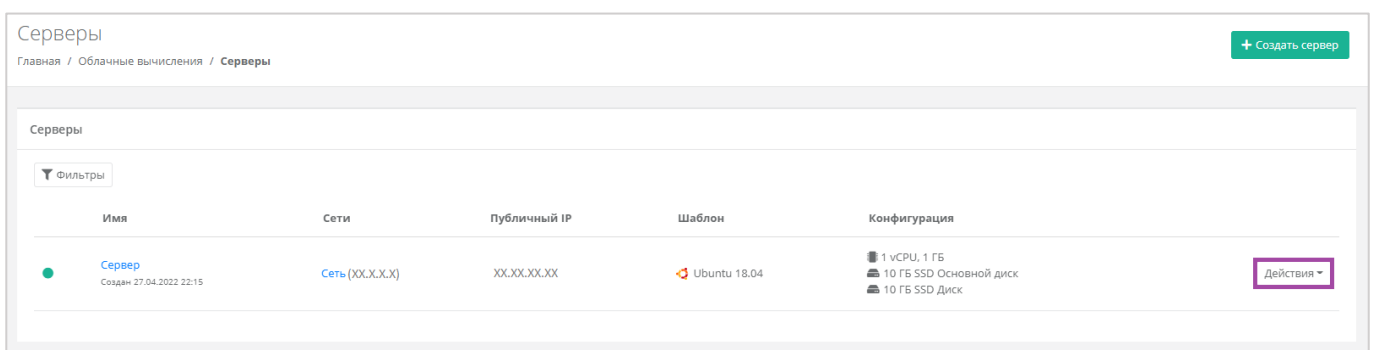 Серверы
Главная / Облачные вычисления / Серверы
+ Создать сервер
Серверы
Фильтры
Имя Сети Публичный IP Шаблон Конфигурация
Сервер
Создан 27.04.2022 22:15
Сеть (XX.X.X.X)
XX.XX.XX.XX
Ubuntu 18.04
1 vCPU, 1 ГБ
10 ГБ SSD Основной диск
10 ГБ SSD Диск
Действия